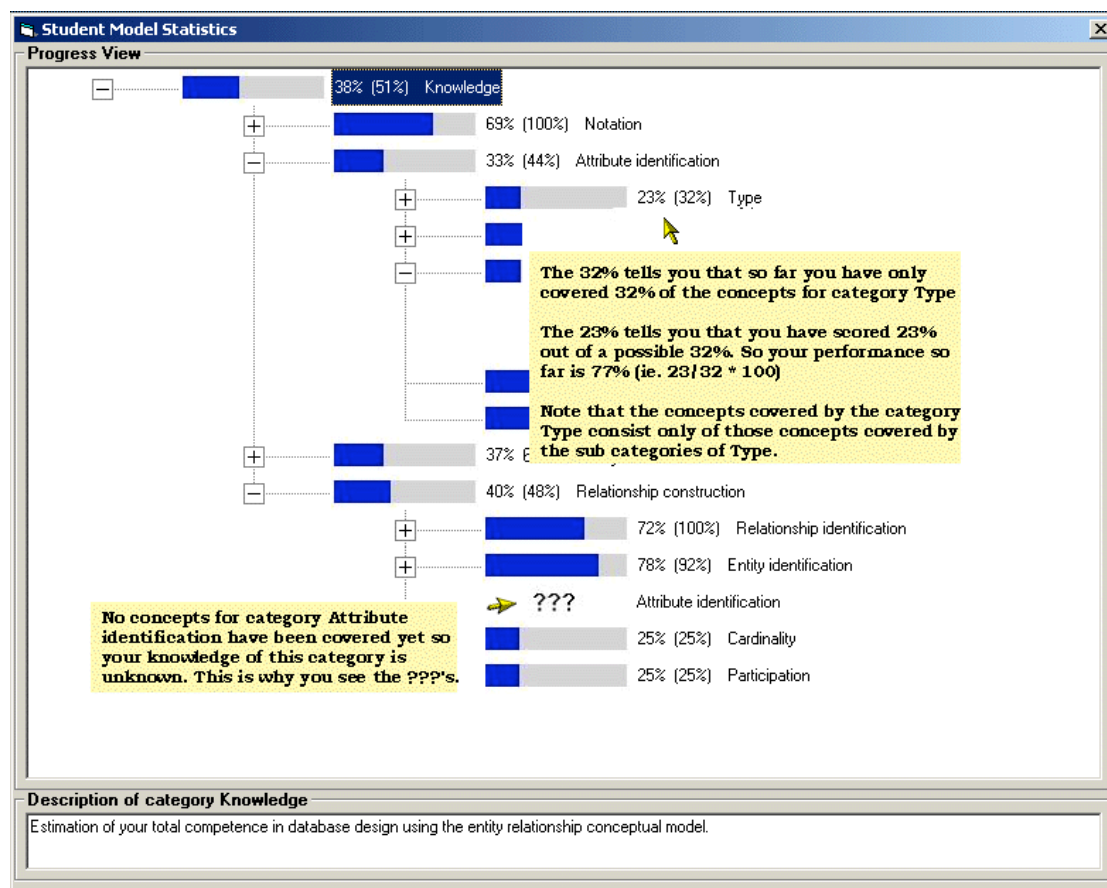 Student Model Statistics
Progress View
38% (51%) Knowledge
69% (100%) Notation
33% (44%) Attribute identification
23% (32%) Type
The 32% tells you that so far you have only
covered 32% of the concepts for category Type
The 23% tells you that you have scored 23%
out of a possible 32%. So your performance so
far is 77% (ie. 23/32 * 100)
Note that the concepts covered by the category
Type consist only of those concepts covered by
the sub categories of Type.
37%
40% (48%) Relationship construction
72% (100%) Relationship identification
78% (92%) Entity identification
??? Attribute identification
No concepts for category Attribute
identification have been covered yet so
your knowledge of this category is
unknown. This is why you see the ???'s.
25% (25%) Cardinality
25% (25%) Participation
Description of category Knowledge
Estimation of your total competence in database design using the entity relationship conceptual model.